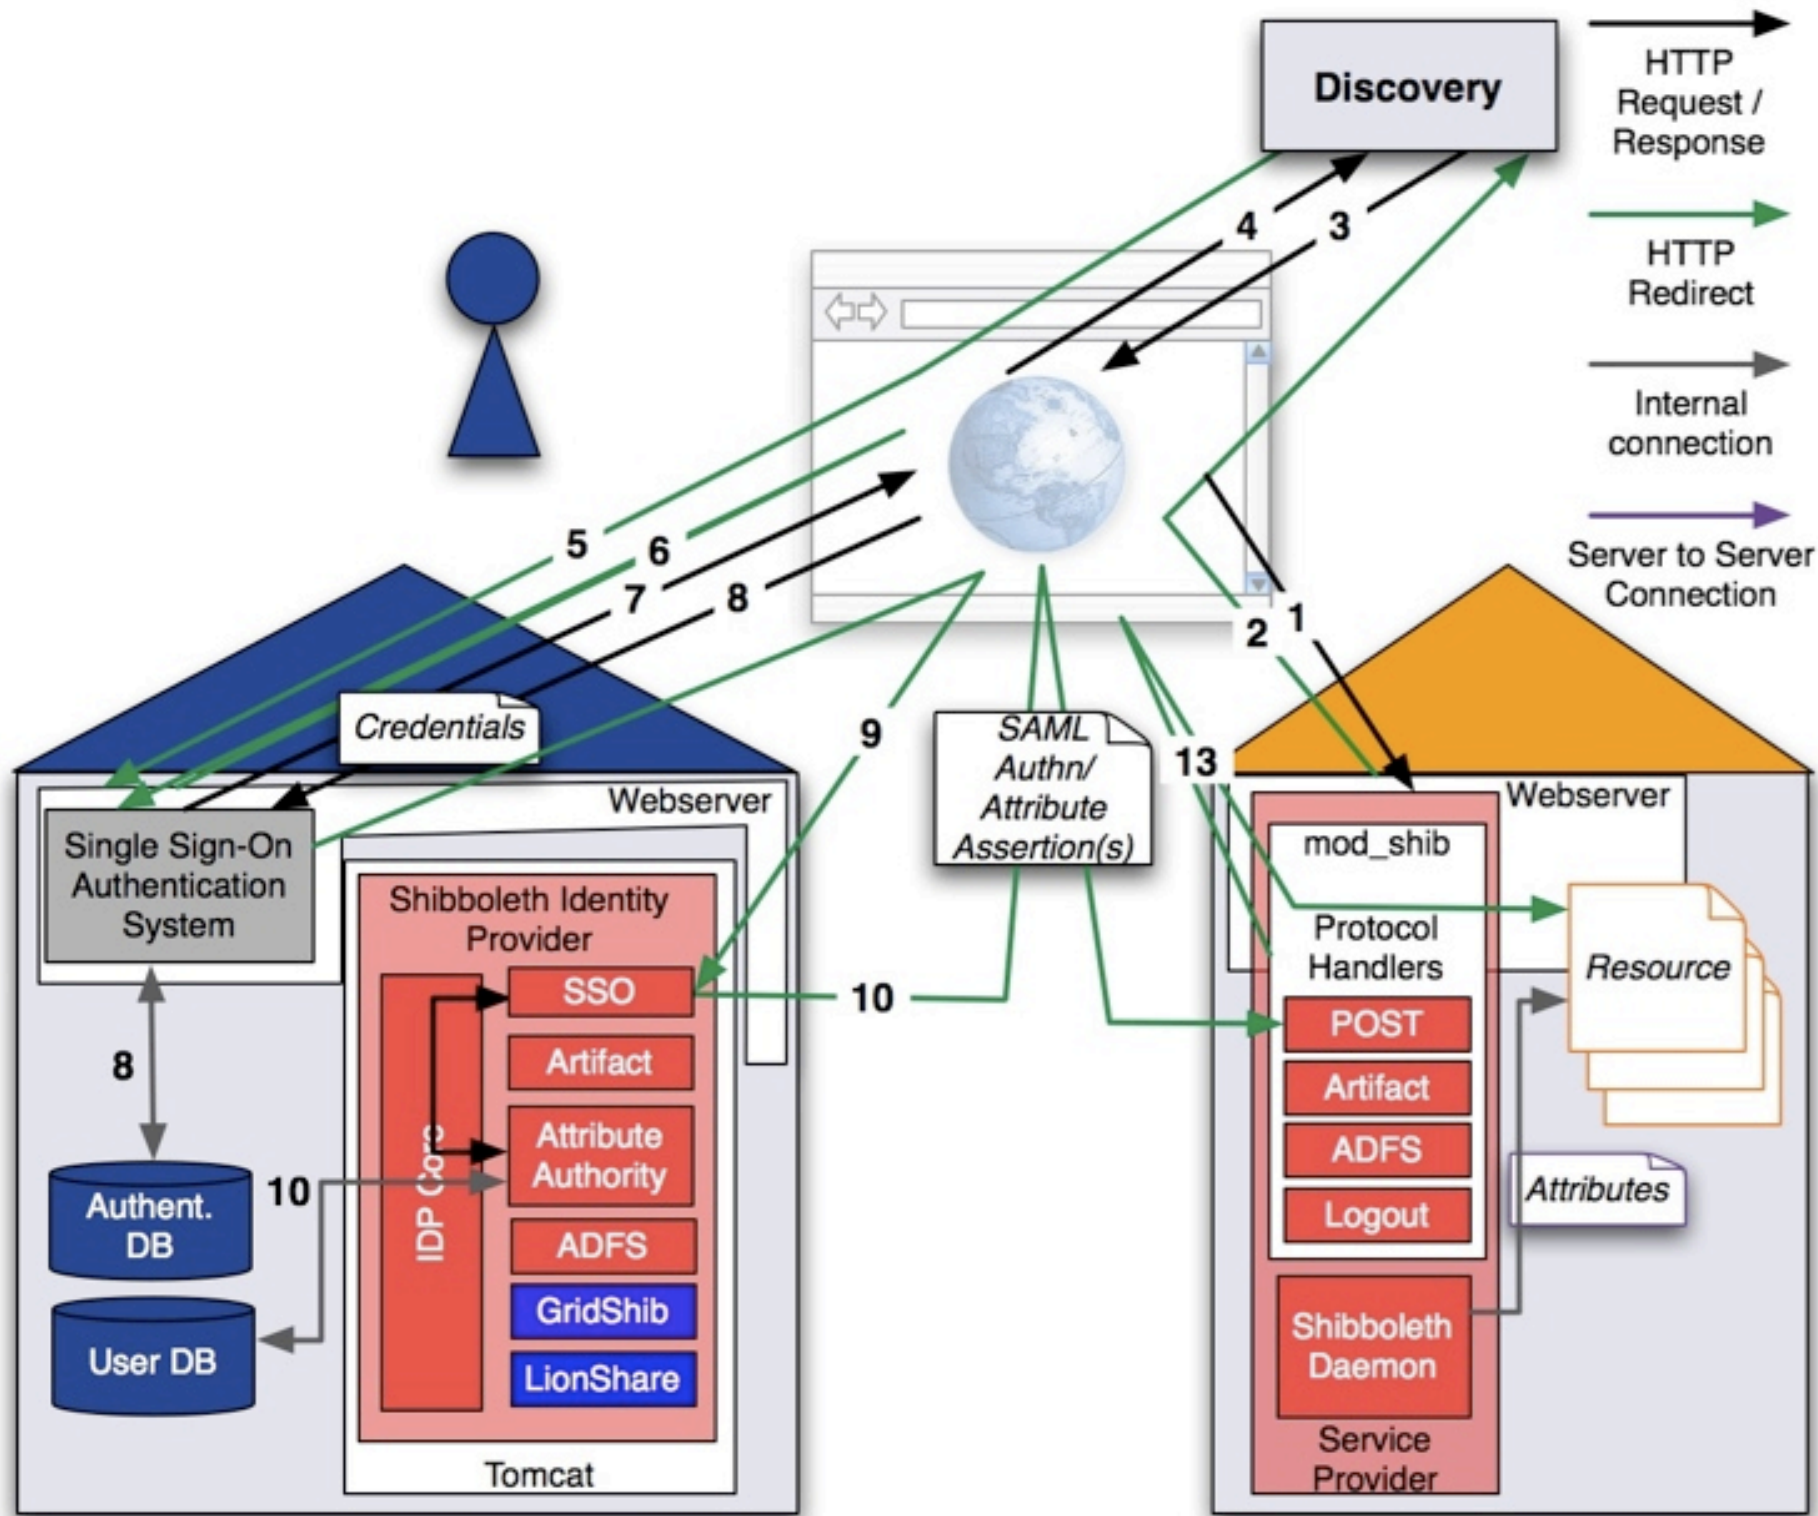 Discovery
HTTP
Request /
Response
HTTP
Redirect
Internal
connection
Server to Server
Connection
4
3
5
6
7
8
9
2
1
13
10
Credentials
SAML
Authn/
Attribute
Assertion(s)
Webserver
Single Sign-On
Authentication
System
Shibboleth Identity
Provider
IDP Core
SSO
Artifact
Attribute
Authority
ADFS
GridShib
LionShare
Tomcat
8
10
Authent.
DB
User DB
Webserver
mod_shib
Protocol
Handlers
POST
Artifact
ADFS
Logout
Shibboleth
Daemon
Service
Provider
Resource
Attributes